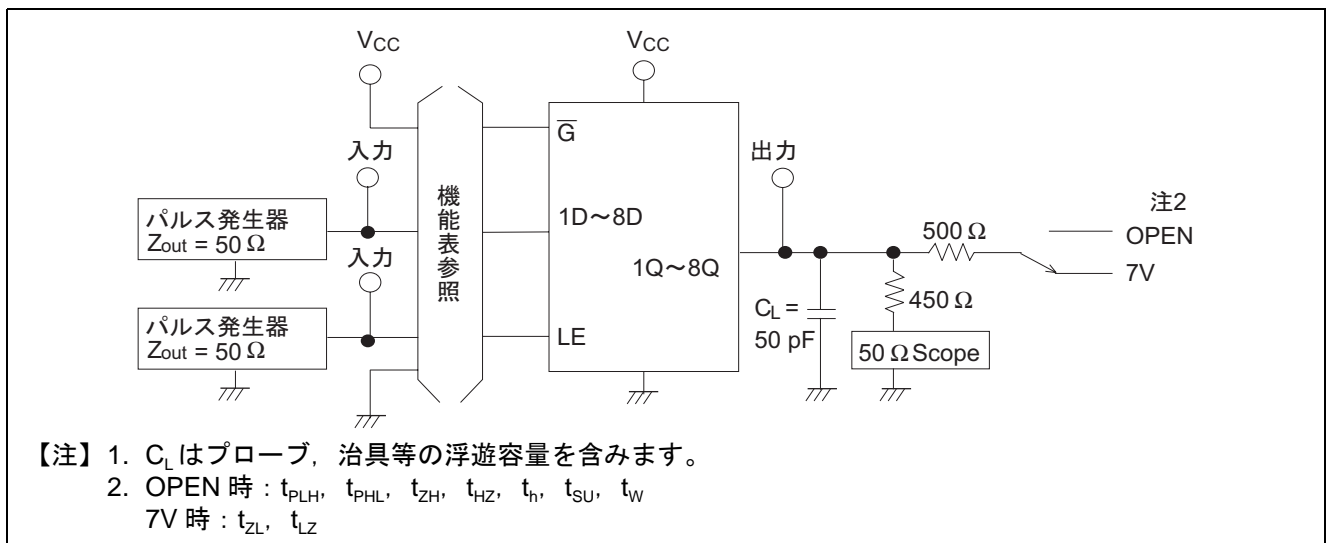 VCC
VCC
入力
パルス発生器
Zout = 50 Ω
入力
パルス発生器
Zout = 50 Ω
機能表参照
G
1D～8D
1Q～8Q
LE
出力
CL =
50 pF
500 Ω
450 Ω
50 Ω Scope
注2
OPEN
7V
【注】 1. CLはプローブ，治具等の浮遊容量を含みます。
2. OPEN 時：tPLH，tPHL，tZH，tHZ，th，tSU，tW
7V 時：tZL，tLZ